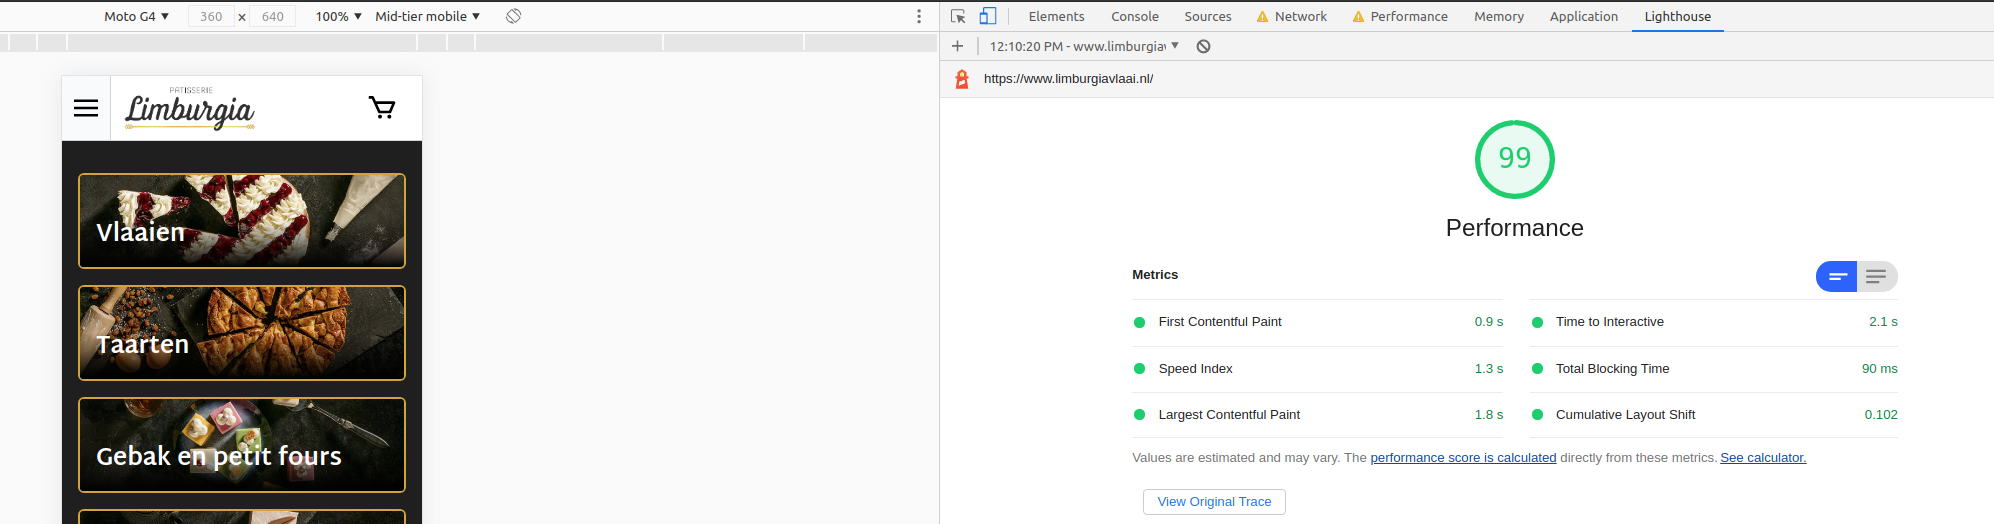 Moto G4 360 × 640 100% Mid-tier mobile
Elements Console Sources Network Performance Memory Application Lighthouse
12:10:20 PM - www.limburgiav
https://www.limburgiavlaai.nl/
PATISSERIE
Limburgia
Vlaaien
Taarten
Gebak en petit fours
99
Performance
Metrics
First Contentful Paint 0.9 s
Time to Interactive 2.1 s
Speed Index 1.3 s
Total Blocking Time 90 ms
Largest Contentful Paint 1.8 s
Cumulative Layout Shift 0.102
Values are estimated and may vary. The performance score is calculated directly from these metrics. See calculator.
View Original Trace